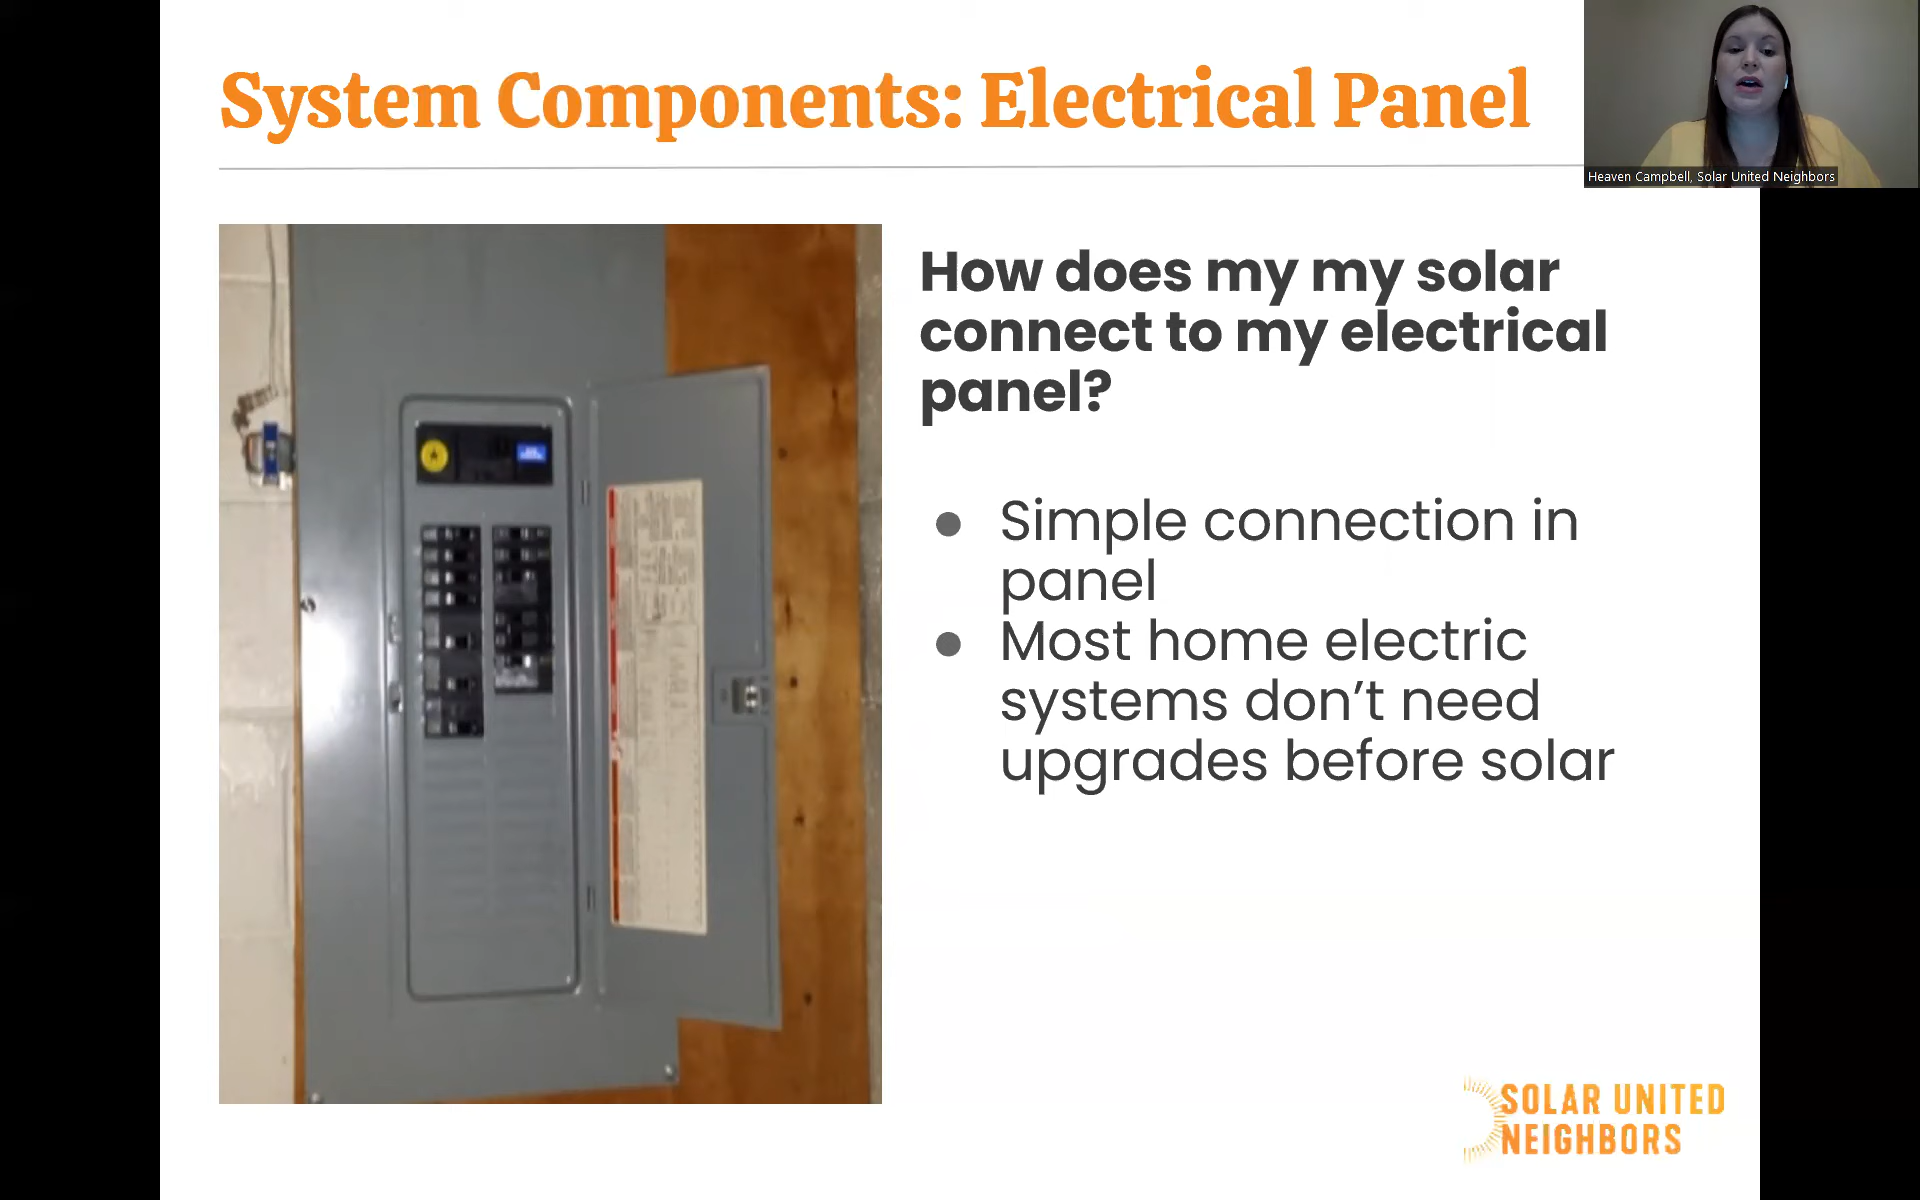 System Components: Electrical Panel
Heaven Campbell, Solar United Neighbors
How does my my solar
connect to my electrical
panel?
● Simple connection in
panel
● Most home electric
systems don’t need
upgrades before solar
SOLAR UNITED
NEIGHBORS